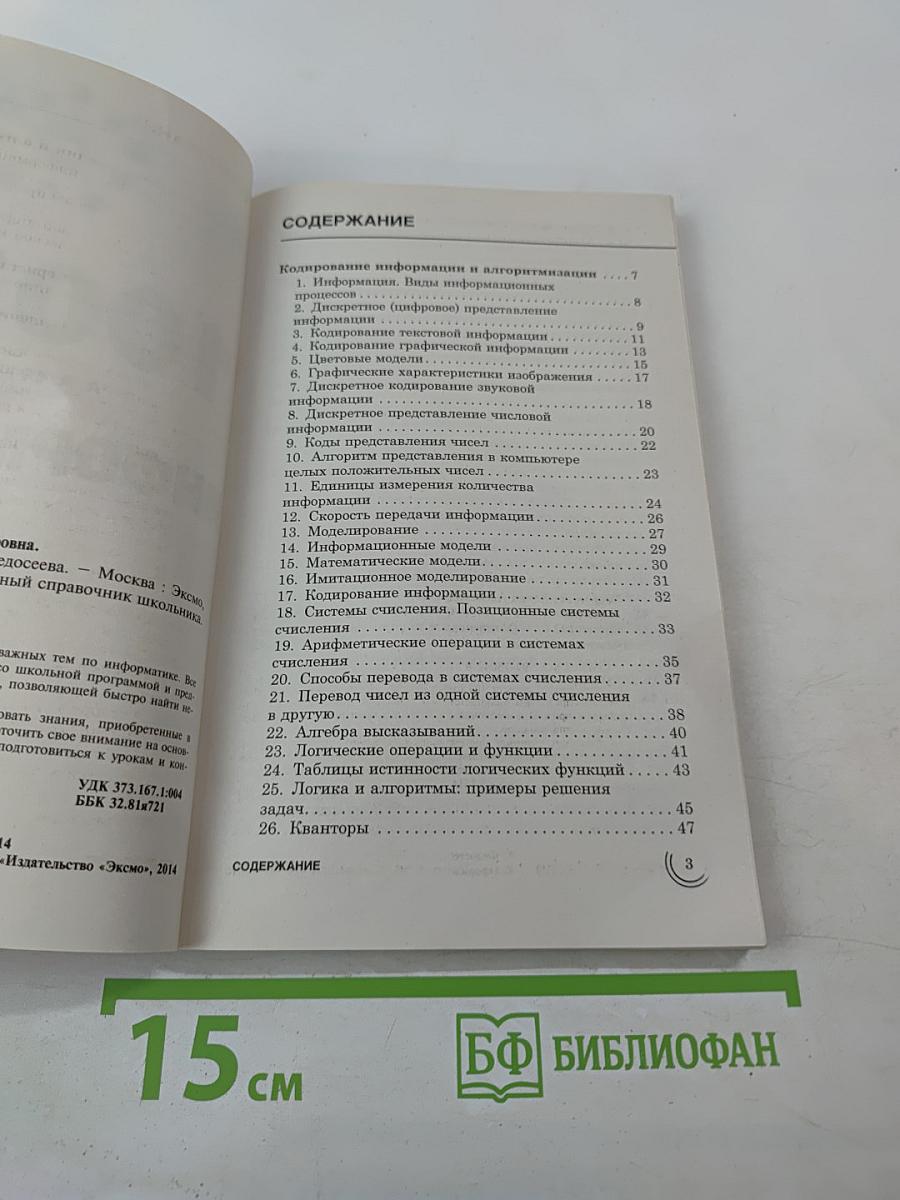 овна.
едосеева. — Москва : Эксмо,
ный справочник школьника.
важных тем по информатике. Все
со школьной программой и пред-
, позволяющей быстро найти не-
овать знания, приобретенные в
оточить свое внимание на основ-
подготовиться к урокам и кон-
УДК 373.167.1:004
ББК 32.81я721
14
«Издательство «Эксмо», 2014
СОДЕРЖАНИЕ
Кодирование информации и алгоритмизации .... 7
1. Информация. Виды информационных
процессов ........................................ 8
2. Дискретное (цифровое) представление
информации ..................................... 9
3. Кодирование текстовой информации ........... 11
4. Кодирование графической информации ........ 13
5. Цветовые модели ............................. 15
6. Графические характеристики изображения ..... 17
7. Дискретное кодирование звуковой
информации ................................... 18
8. Дискретное представление числовой
информации ................................... 20
9. Коды представления чисел .................... 22
10. Алгоритм представления в компьютере
целых положительных чисел .................... 23
11. Единицы измерения количества
информации ................................... 24
12. Скорость передачи информации .............. 26
13. Моделирование .............................. 27
14. Информационные модели .................... 29
15. Математические модели ...................... 30
16. Имитационное моделирование ................ 31
17. Кодирование информации .................... 32
18. Системы счисления. Позиционные системы
счисления ..................................... 33
19. Арифметические операции в системах
счисления ..................................... 35
20. Способы перевода в системах счисления ....... 37
21. Перевод чисел из одной системы счисления
в другую ....................................... 38
22. Алгебра высказываний ....................... 40
23. Логические операции и функции .............. 41
24. Таблицы истинности логических функций ..... 43
25. Логика и алгоритмы: примеры решения
задач .......................................... 45
26. Кванторы ................................... 47
СОДЕРЖАНИЕ
3
15 см
БФ БИБЛИОФАН